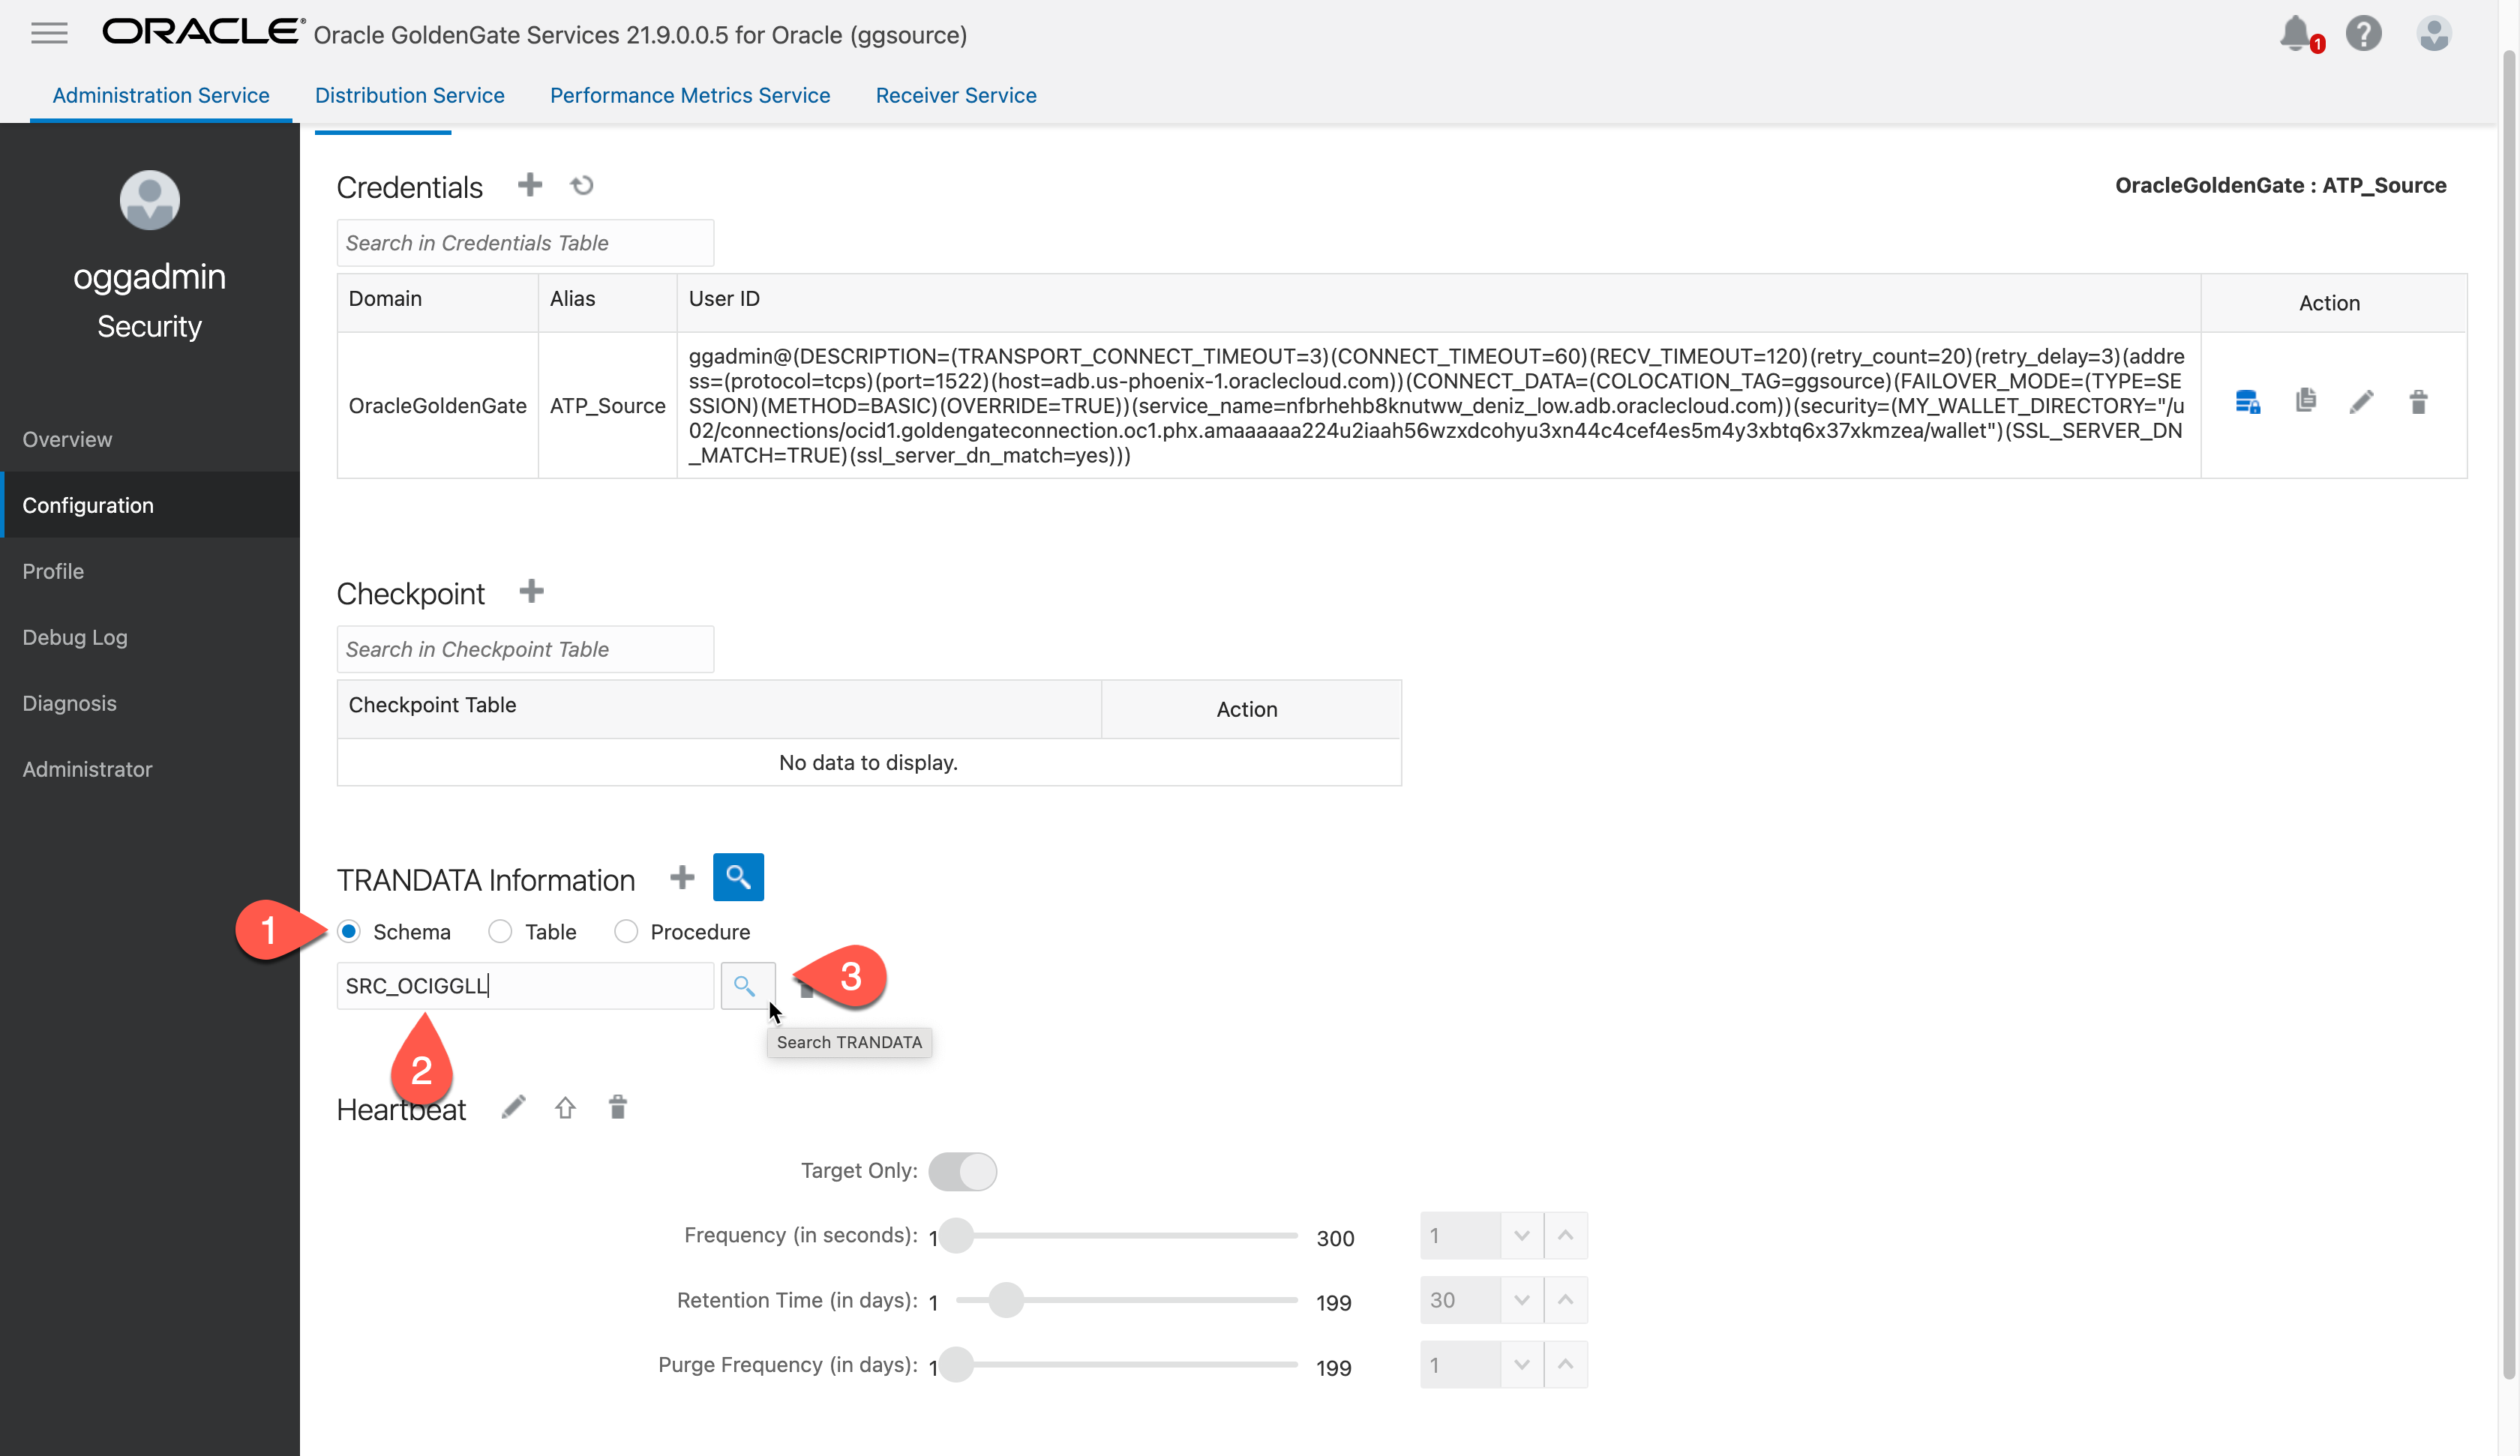 ORACLE® Oracle GoldenGate Services 21.9.0.0.5 for Oracle (ggsource)
1
?
Administration Service
Distribution Service
Performance Metrics Service
Receiver Service
oggadmin
Security
Overview
Configuration
Profile
Debug Log
Diagnosis
Administrator
Credentials
OracleGoldenGate : ATP_Source
Search in Credentials Table
Domain
Alias
User ID
Action
OracleGoldenGate
ATP_Source
ggadmin@(DESCRIPTION=(TRANSPORT_CONNECT_TIMEOUT=3)(CONNECT_TIMEOUT=60)(RECV_TIMEOUT=120)(retry_count=20)(retry_delay=3)(addre
ss=(protocol=tcps)(port=1522)(host=adb.us-phoenix-1.oraclecloud.com))(CONNECT_DATA=(COLOCATION_TAG=ggsource)(FAILOVER_MODE=(TYPE=SE
SSION)(METHOD=BASIC)(OVERRIDE=TRUE))(service_name=nfbrhehb8knutww_deniz_low.adb.oraclecloud.com))(security=(MY_WALLET_DIRECTORY="/u
02/connections/ocid1.goldengateconnection.oc1.phx.amaaaaaa224u2iaah56wzxdcohyu3xn44c4cef4es5m4y3xbtq6x37xkmzea/wallet")(SSL_SERVER_DN
_MATCH=TRUE)(ssl_server_dn_match=yes)))
Checkpoint
Search in Checkpoint Table
Checkpoint Table
Action
No data to display.
TRANDATA Information
1
Schema
Table
Procedure
SRC_OCIGGLL
3
Search TRANDATA
2
Heartbeat
Target Only:
Frequency (in seconds): 1 300 1
Retention Time (in days): 1 199 30
Purge Frequency (in days): 1 199 1